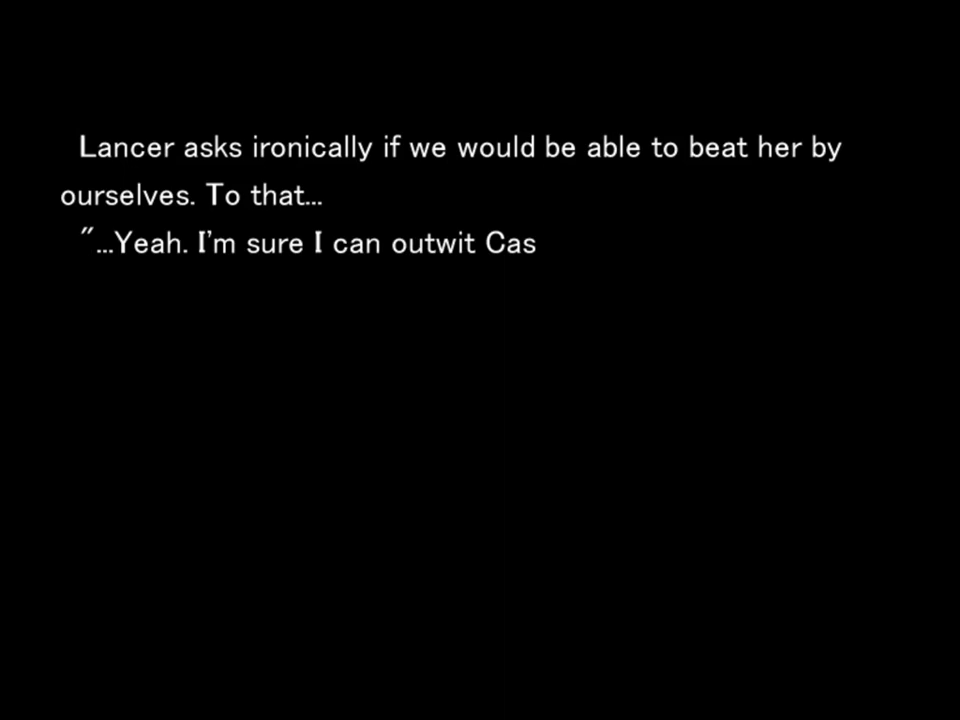 Lancer asks ironically if we would be able to beat her by
ourselves. To that...
"...Yeah. I'm sure I can outwit Cas